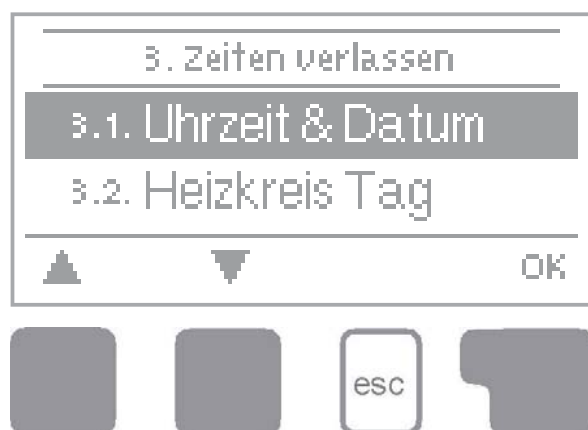 3. Zeiten verlassen
3.1. Uhrzeit & Datum
3.2. Heizkreis Tag
OK
esc